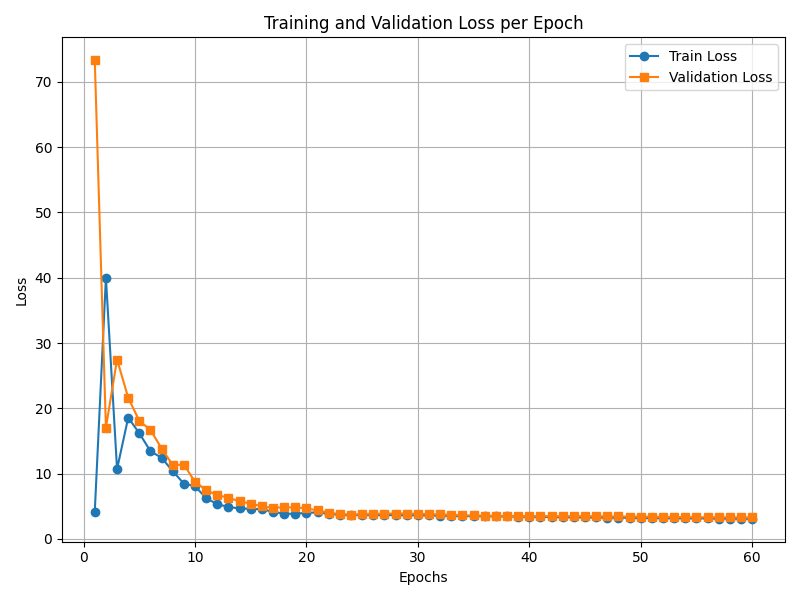 Training and Validation Loss per Epoch
Train Loss
Validation Loss
70
60
50
40
30
20
10
0
Loss
0 10 20 30 40 50 60
Epochs